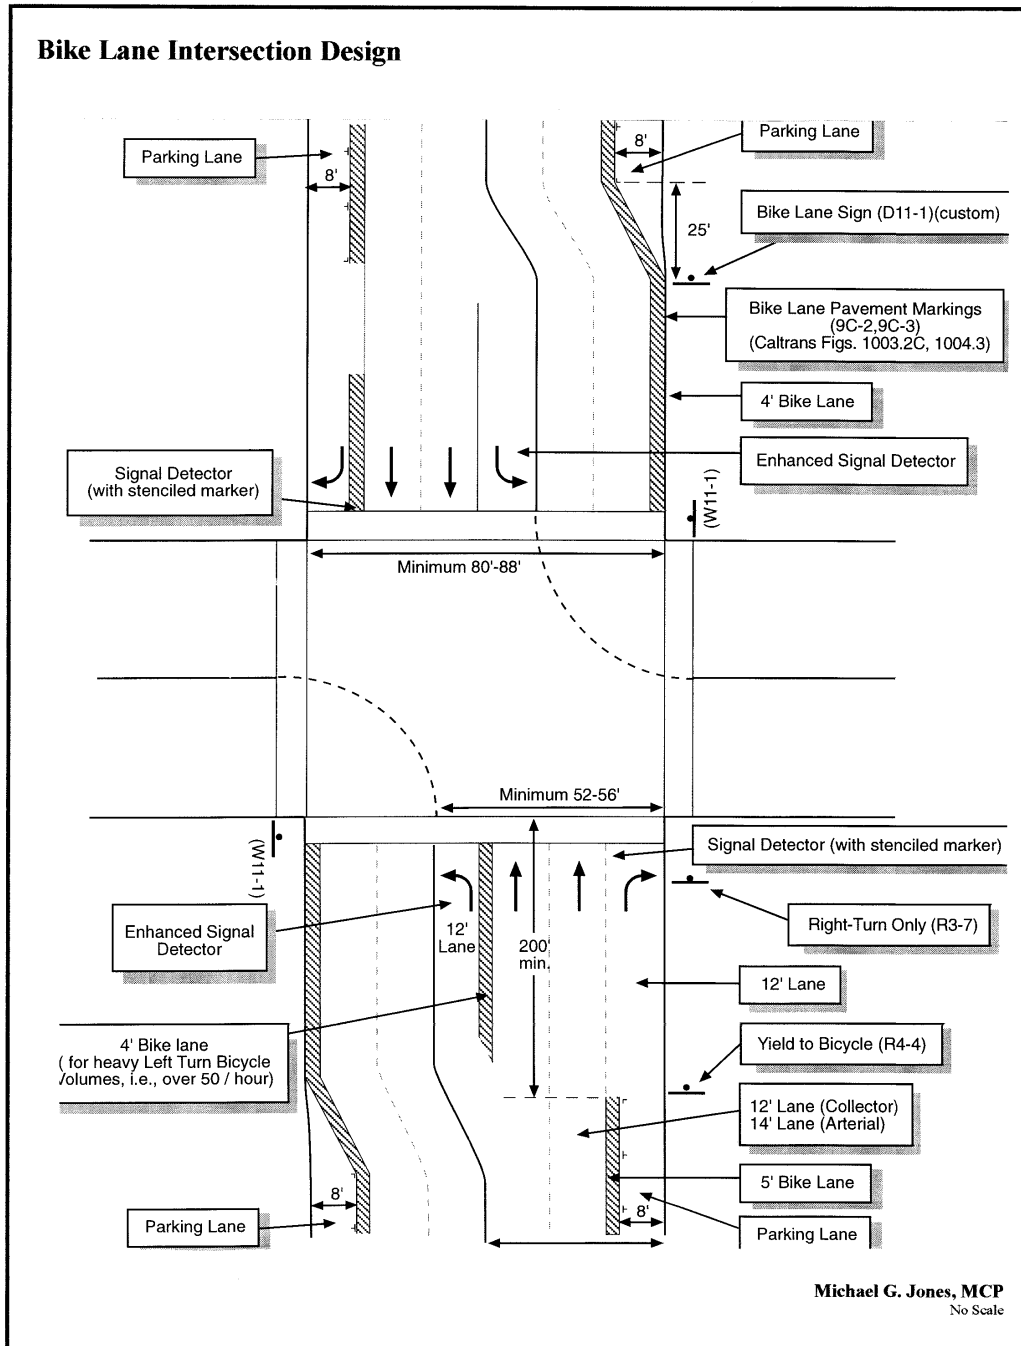 Bike Lane Intersection Design
Parking Lane
8'
8'
Parking Lane
Bike Lane Sign (D11-1)(custom)
25'
Bike Lane Pavement Markings
(9C-2,9C-3)
(Caltrans Figs. 1003.2C, 1004.3)
4' Bike Lane
Enhanced Signal Detector
Signal Detector
(with stenciled marker)
(W11-1)
Minimum 80'-88'
Minimum 52-56'
(W11-1)
Signal Detector (with stenciled marker)
Right-Turn Only (R3-7)
Enhanced Signal
Detector
12'
Lane
200'
min.
12' Lane
4' Bike lane
( for heavy Left Turn Bicycle
Volumes, i.e., over 50 / hour)
Yield to Bicycle (R4-4)
12' Lane (Collector)
14' Lane (Arterial)
5' Bike Lane
8'
Parking Lane
8'
Parking Lane
Michael G. Jones, MCP
No Scale